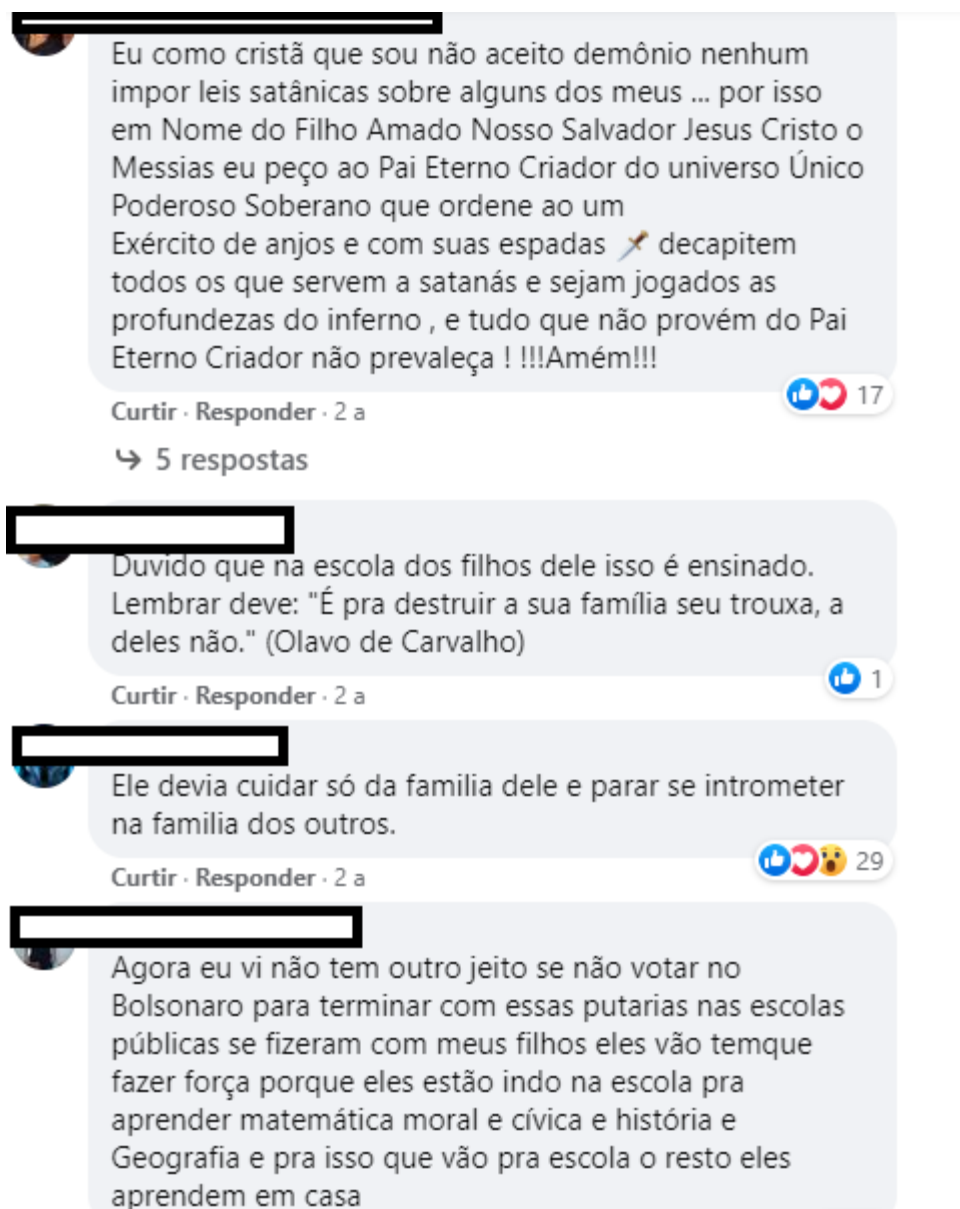 Eu como cristã que sou não aceito demônio nenhum
impor leis satânicas sobre alguns dos meus ... por isso
em Nome do Filho Amado Nosso Salvador Jesus Cristo o
Messias eu peço ao Pai Eterno Criador do universo Único
Poderoso Soberano que ordene ao um
Exército de anjos e com suas espadas 🗡 decapitem
todos os que servem a satanás e sejam jogados as
profundezas do inferno , e tudo que não provém do Pai
Eterno Criador não prevaleça ! !!!Amém!!!
17
Curtir · Responder · 2 a
5 respostas
Duvido que na escola dos filhos dele isso é ensinado.
Lembrar deve: "É pra destruir a sua família seu trouxa, a
deles não." (Olavo de Carvalho)
1
Curtir · Responder · 2 a
Ele devia cuidar só da familia dele e parar se intrometer
na familia dos outros.
29
Curtir · Responder · 2 a
Agora eu vi não tem outro jeito se não votar no
Bolsonaro para terminar com essas putarias nas escolas
públicas se fizeram com meus filhos eles vão temque
fazer força porque eles estão indo na escola pra
aprender matemática moral e cívica e história e
Geografia e pra isso que vão pra escola o resto eles
aprendem em casa